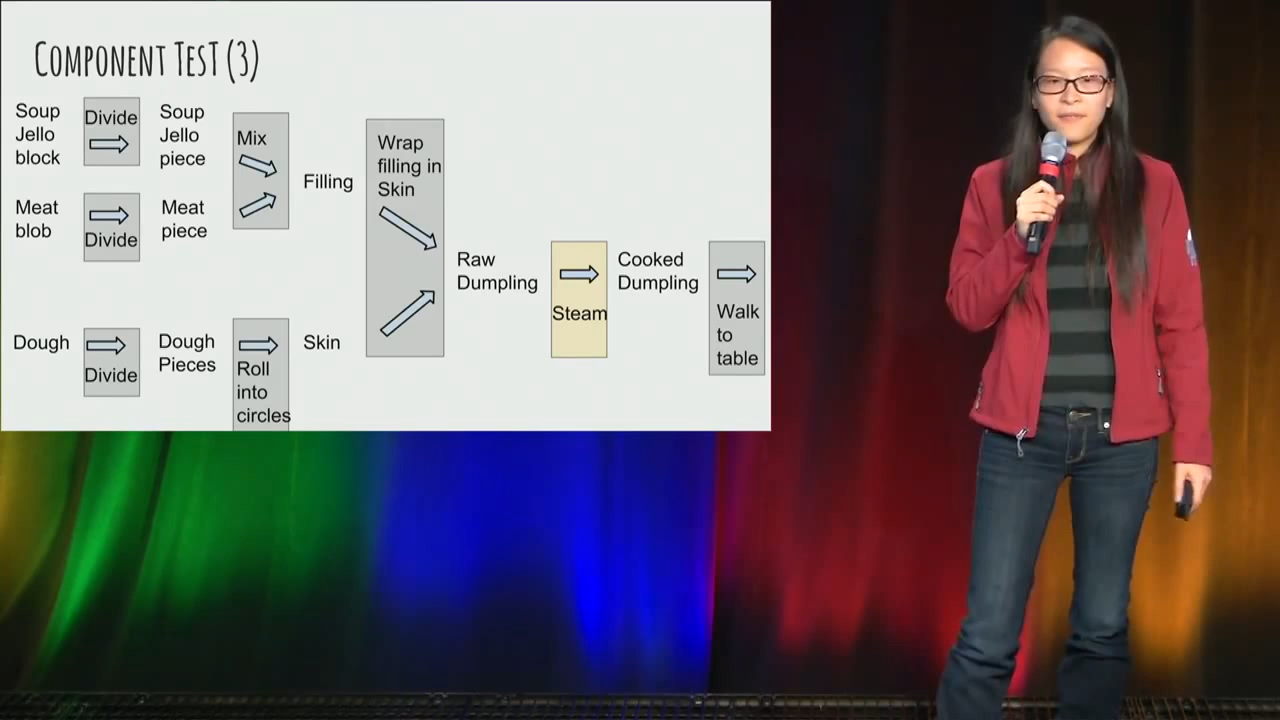 COMPONENT TEST (3)
Soup
Jello
block
Divide
Soup
Jello
piece
Mix
Filling
Wrap
filling in
Skin
Meat
blob
Divide
Meat
piece
Raw
Dumpling
Steam
Cooked
Dumpling
Walk
to
table
Dough
Divide
Dough
Pieces
Roll
into
circles
Skin